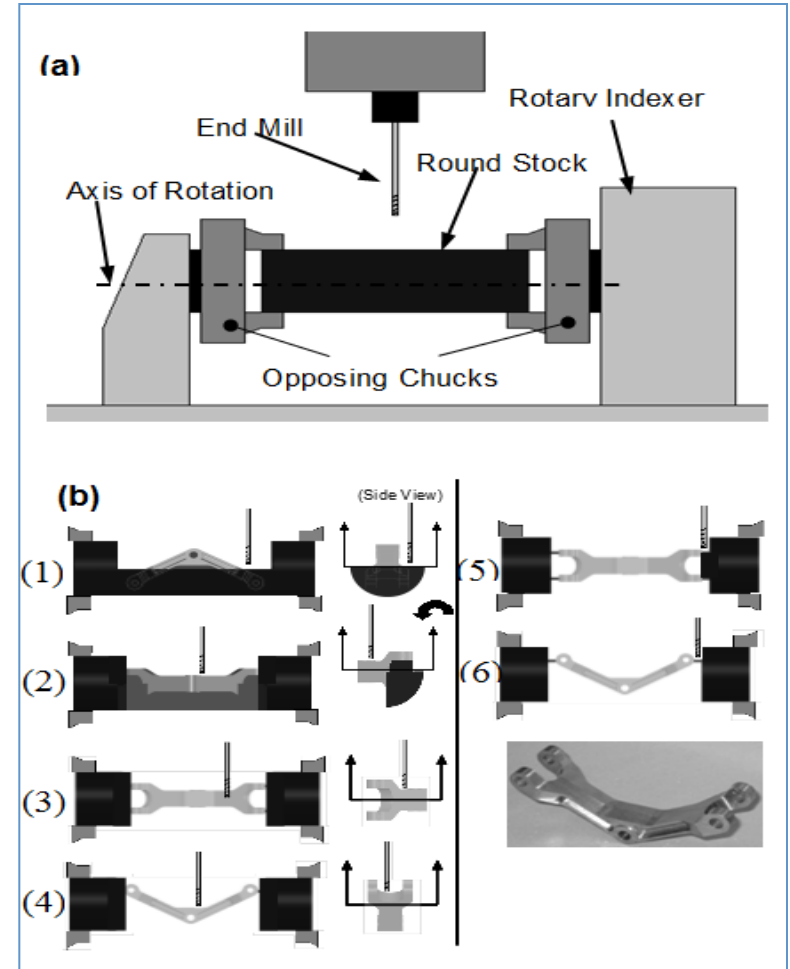 (a)
End Mill
Rotary Indexer
Round Stock
Axis of Rotation
Opposing Chucks
(b)
(Side View)
(1)
(2)
(3)
(4)
(5)
(6)